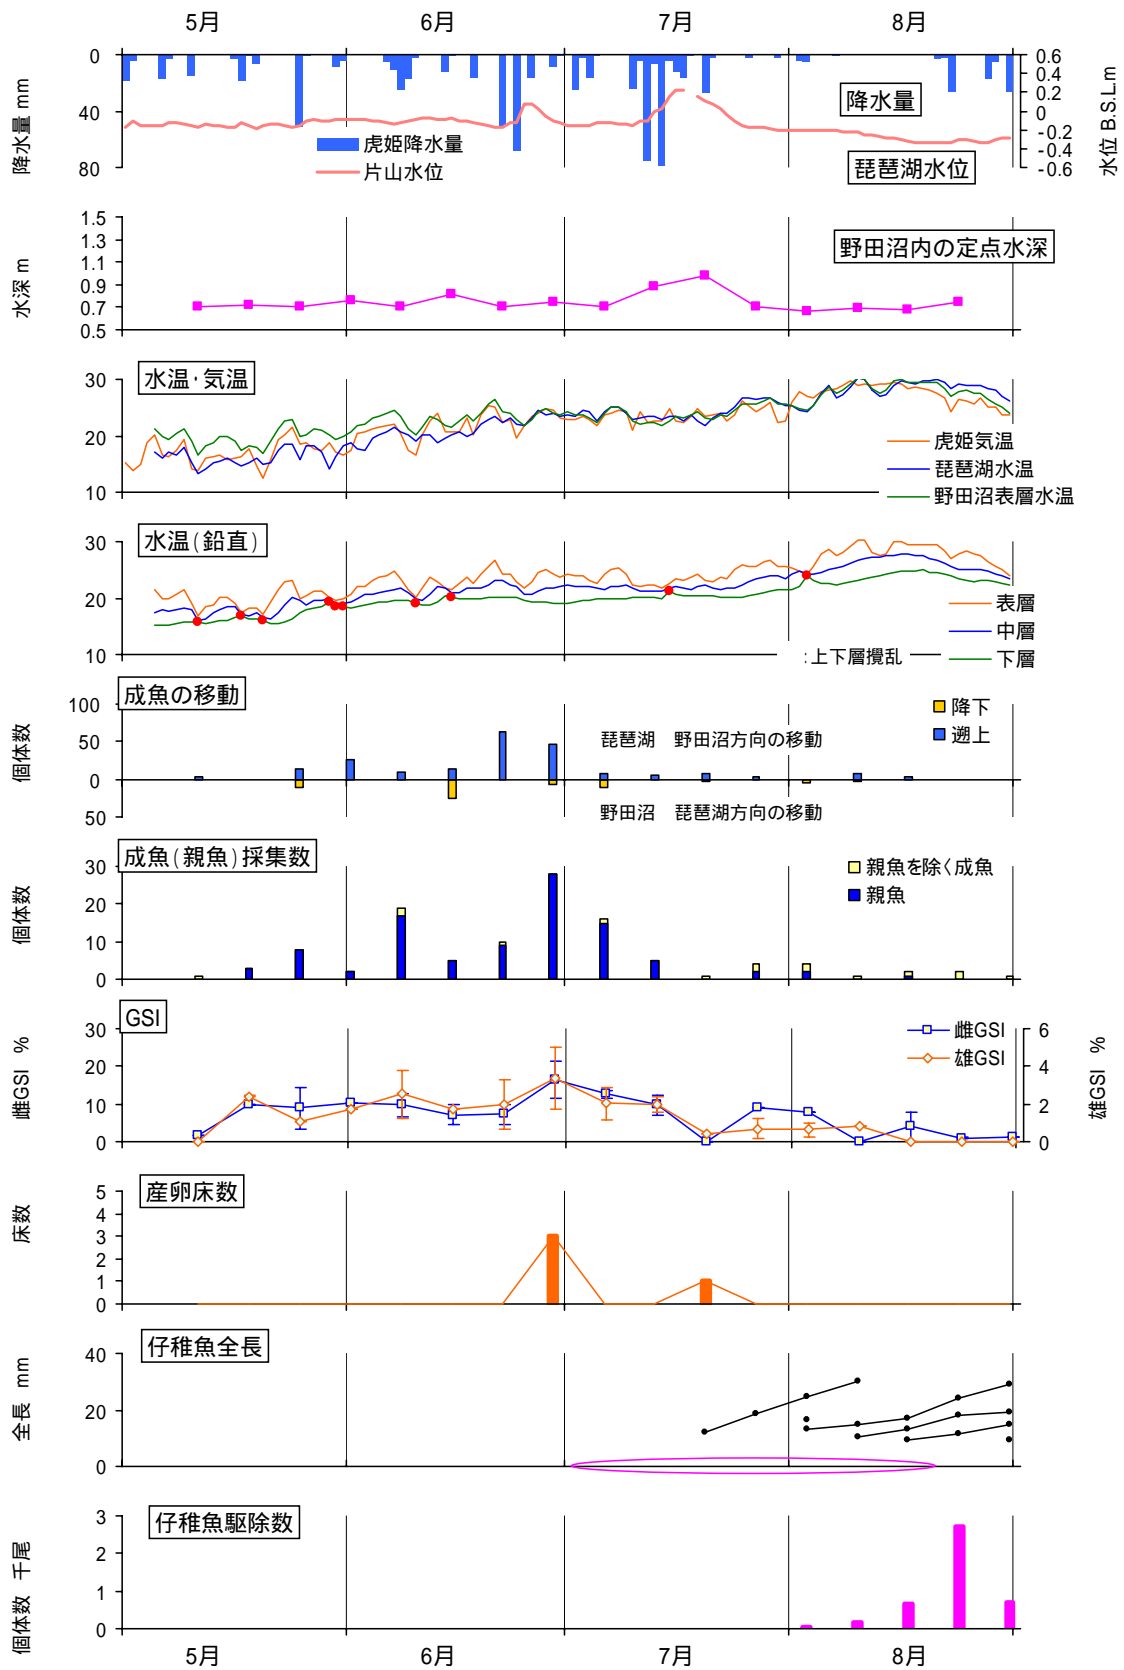 5月 6月 7月 8月
降水量 mm
0
40
80
降水量
虎姫降水量
片山水位
琵琶湖水位
0.6
0.4
0.2
0
-0.2
-0.4
-0.6
水位 B.S.L.m
水深 m
1.5
1.3
1.1
0.9
0.7
0.5
野田沼内の定点水深
水温・気温
30
20
10
虎姫気温
琵琶湖水温
野田沼表層水温
水温(鉛直)
30
20
10
表層
中層
下層
:上下層攪乱
成魚の移動
個体数
100
50
0
50
降下
遡上
琵琶湖 野田沼方向の移動
野田沼 琵琶湖方向の移動
成魚(親魚)採集数
個体数
30
20
10
0
親魚を除く成魚
親魚
GSI
雌GSI %
30
20
10
0
雌GSI
雄GSI
6
4
2
0
雄GSI %
産卵床数
床数
5
4
3
2
1
0
仔稚魚全長
全長 mm
40
20
0
仔稚魚駆除数
個体数 千尾
3
2
1
0
5月 6月 7月 8月